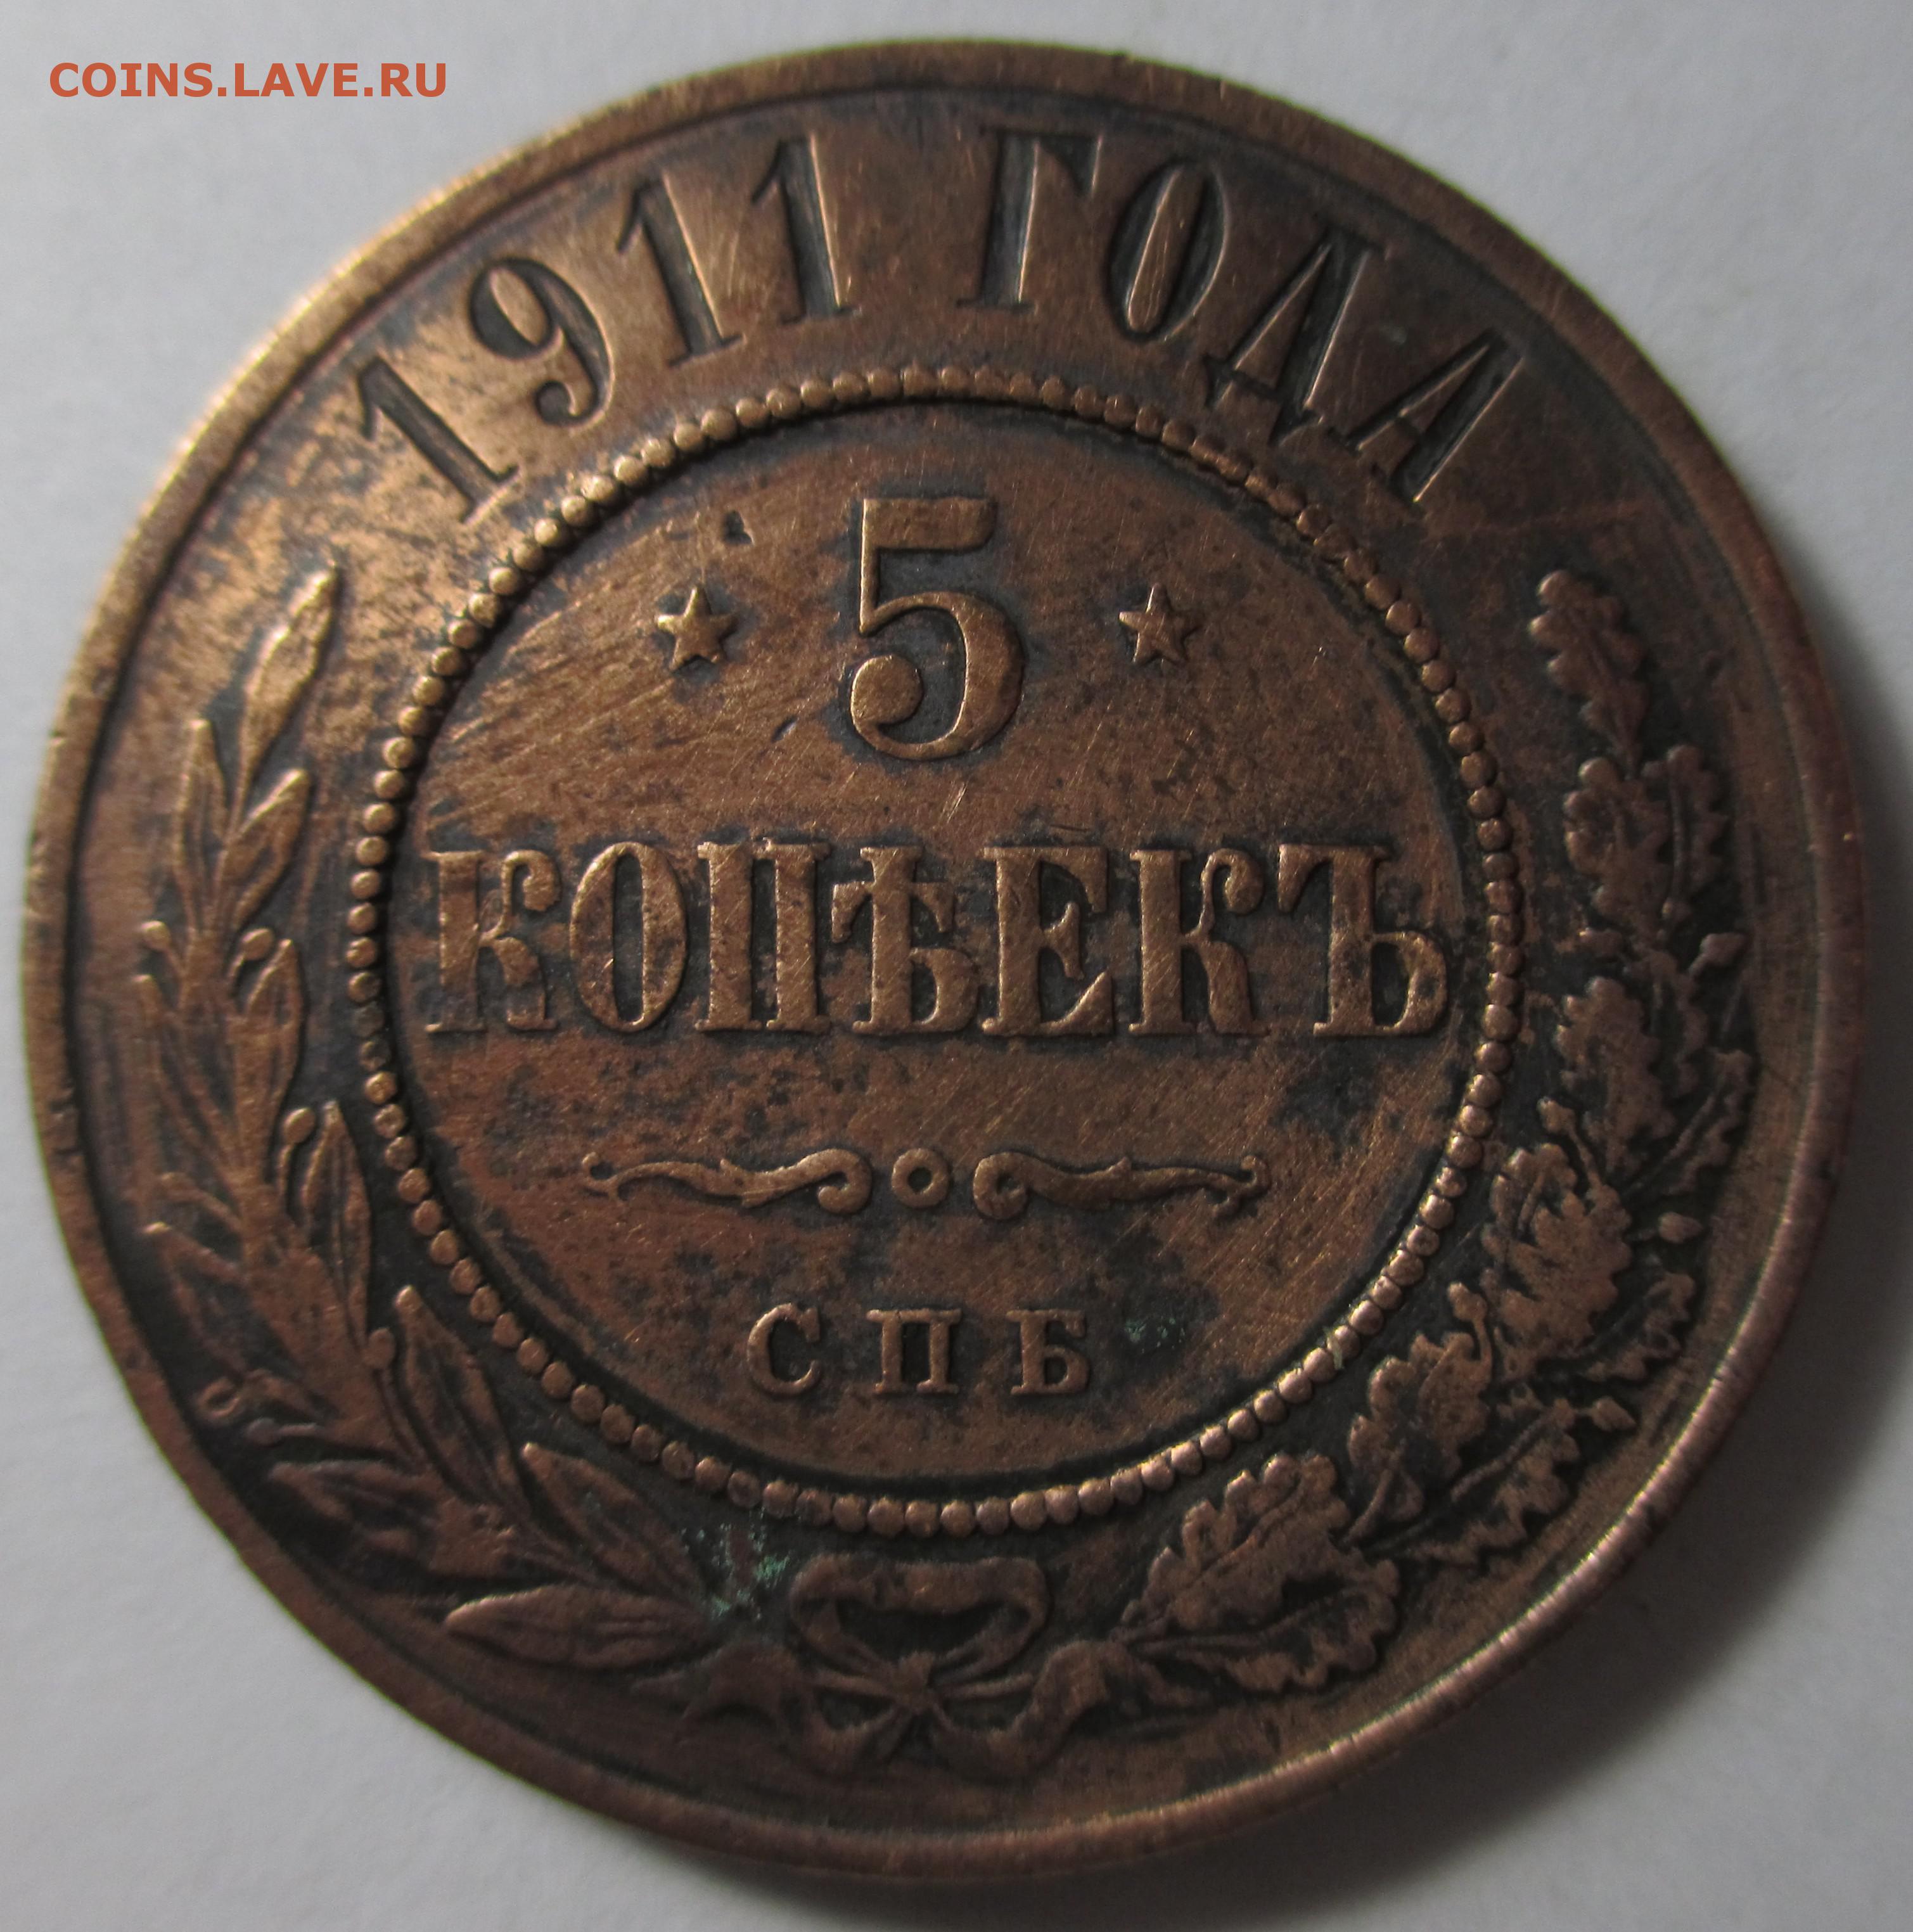 COINS.LAVE.RU
1911 ГОДА
5
КОПѢЕКЪ
СПБ